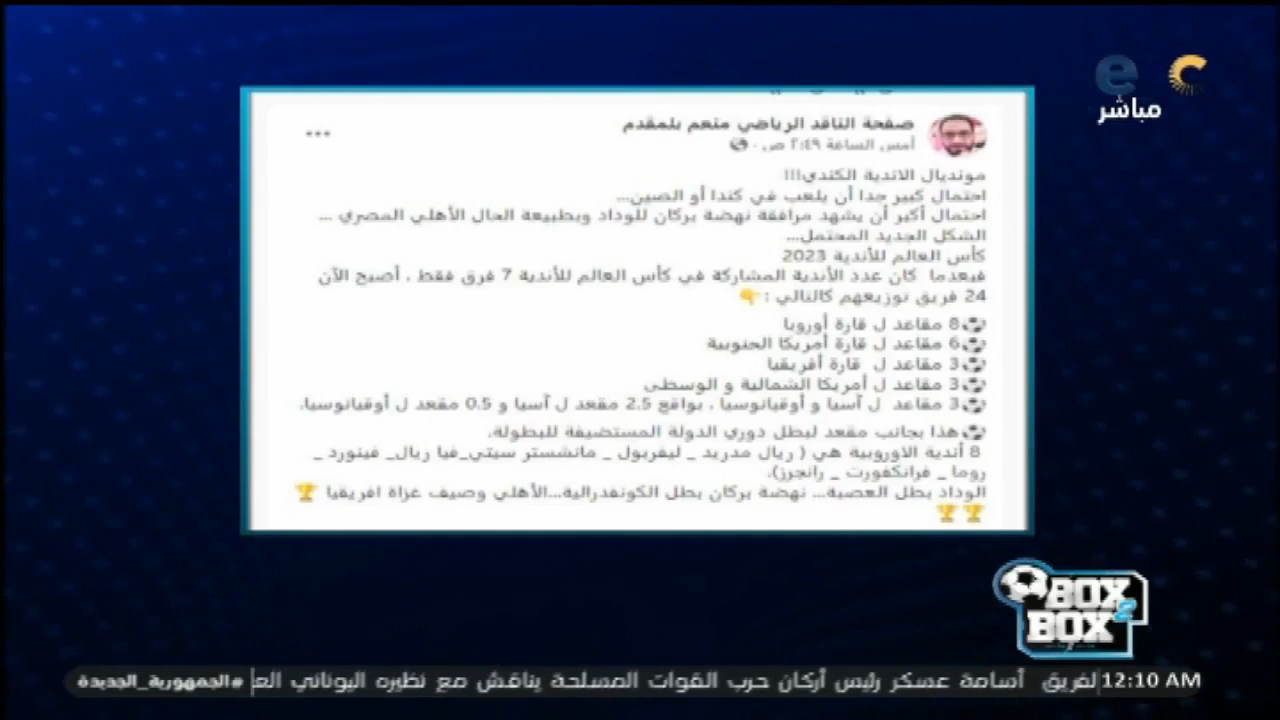 e
مباشر
صفحة الناقد الرياضي منعم بلمقدم
أمس الساعة ٢:٤٩ ص
مونديال الاندية الكندي!!!
احتمال كبير جدا أن يلعب في كندا أو الصين...
احتمال أكبر أن يشهد مرافقة نهضة بركان للوداد وبطبيعة الحال الأهلي المصري ...
الشكل الجديد المحتمل...
كأس العالم للأندية 2023
فبعدما كان عدد الأندية المشاركة في كأس العالم للأندية 7 فرق فقط ، أصبح الآن
24 فريق توزيعهم كالتالي : 👇
⚽8 مقاعد ل قارة أوروبا
⚽6 مقاعد ل قارة أمريكا الجنوبية
⚽3 مقاعد ل قارة أفريقيا
⚽3 مقاعد ل أمريكا الشمالية و الوسطى
⚽3 مقاعد ل آسيا و أوقيانوسيا ، بواقع 2.5 مقعد ل آسيا و 0.5 مقعد ل أوقيانوسيا.
⚽هذا بجانب مقعد لبطل دوري الدولة المستضيفة للبطولة.
8 أندية الاوروبية هي ( ريال مدريد _ ليفربول _ مانشستر سيتي_فيا ريال_ فينورد _
روما _ فرانكفورت _ رانجرز).
الوداد بطل العصبة... نهضة بركان بطل الكونفدرالية...الأهلي وصيف غزاة افريقيا 🏆
🏆🏆
BOX 2 BOX
12:10 AM
لفريق أسامة عسكر رئيس أركان حرب القوات المسلحة يناقش مع نظيره اليوناني الع
#الجمهورية_الجديدة